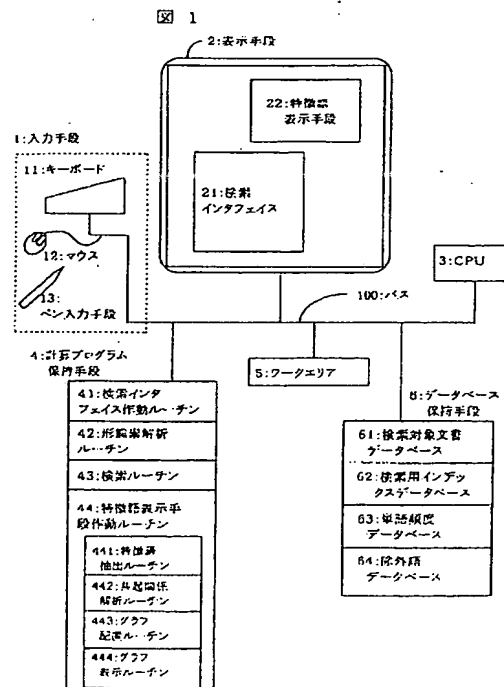 図 1
2:表示手段
22:特徴語
表示手段
1:入力手段
11:キーボード
21:検索
インタフェイス
12:マウス
3:CPU
13:
ペン入力手段
100:バス
4:計算プログラム
保持手段
5:ワークエリア
6:データベース
保持手段
41:検索インタ
フェイス作動ルーチン
42:形態素解析
ルーチン
43:検索ルーチン
44:特徴語表示手
段作動ルーチン
441:特徴語
抽出ルーチン
442:共起関係
解析ルーチン
443:グラフ
配置ルーチン
444:グラフ
表示ルーチン
61:検索対象文書
データベース
62:検索用インデッ
クスデータベース
63:単語頻度
データベース
64:除外語
データベース